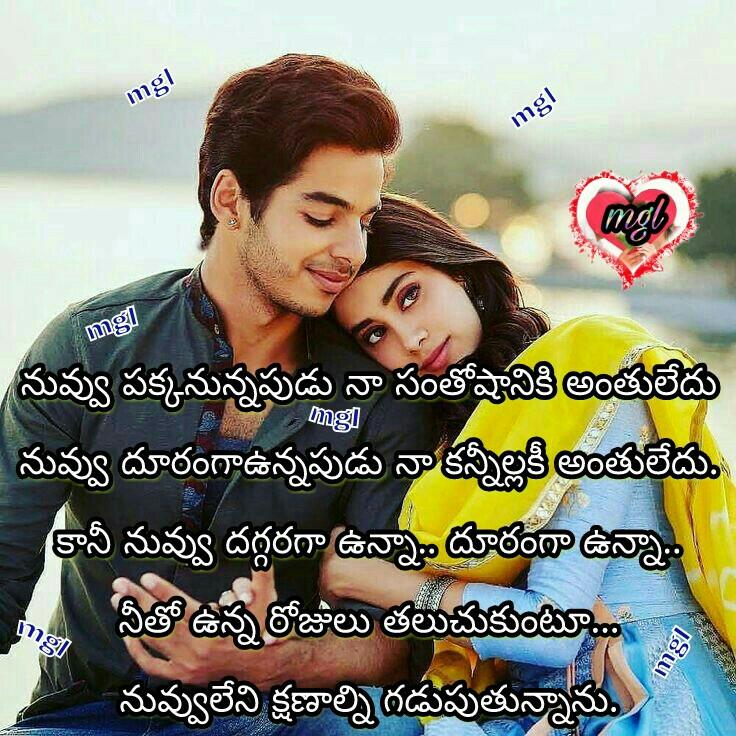 mgl
mgl
mgl
mgl
నువ్వు పక్కనున్నపుడు నా సంతోషానికి అంతులేదు
mgl
నువ్వు దూరంగాఉన్నపుడు నా కన్నీల్లకీ అంతులేదు.
కానీ నువ్వు దగ్గరగా ఉన్నా.. దూరంగా ఉన్నా..
నీతో ఉన్న రోజులు తలుచుకుంటూ...
mgl
mgl
నువ్వులేని క్షణాల్ని గడుపుతున్నాను.